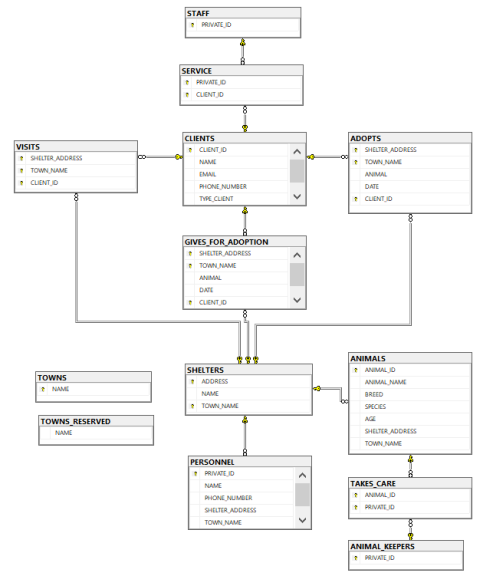 STAFF
PRIVATE_ID
SERVICE
PRIVATE_ID
CLIENT_ID
VISITS
SHELTER_ADDRESS
TOWN_NAME
CLIENT_ID
CLIENTS
CLIENT_ID
NAME
EMAIL
PHONE_NUMBER
TYPE_CLIENT
ADOPTS
SHELTER_ADDRESS
TOWN_NAME
ANIMAL
DATE
CLIENT_ID
GIVES_FOR_ADOPTION
SHELTER_ADDRESS
TOWN_NAME
ANIMAL
DATE
CLIENT_ID
TOWNS
NAME
TOWNS_RESERVED
NAME
SHELTERS
ADDRESS
NAME
TOWN_NAME
ANIMALS
ANIMAL_ID
ANIMAL_NAME
BREED
SPECIES
AGE
SHELTER_ADDRESS
TOWN_NAME
PERSONNEL
PRIVATE_ID
NAME
PHONE_NUMBER
SHELTER_ADDRESS
TOWN_NAME
TAKES_CARE
ANIMAL_ID
PRIVATE_ID
ANIMAL_KEEPERS
PRIVATE_ID